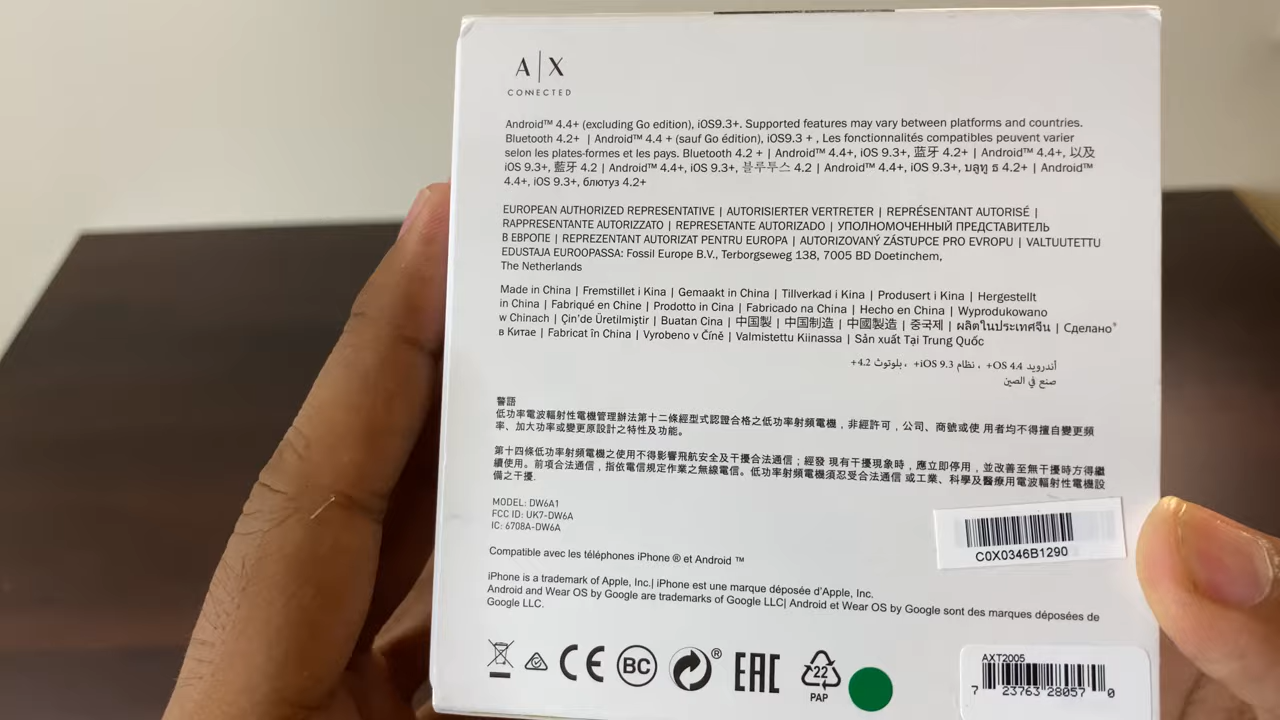 A|X
CONNECTED
Android™ 4.4+ (excluding Go edition), iOS9.3+. Supported features may vary between platforms and countries.
Bluetooth 4.2+ | Android™ 4.4 + (sauf Go édition), iOS9.3 + , Les fonctionnalités compatibles peuvent varier
selon les plates-formes et les pays. Bluetooth 4.2 + | Android™ 4.4+, iOS 9.3+, 藍牙 4.2+ | Android™ 4.4+, 以及
iOS 9.3+, 藍牙 4.2 | Android™ 4.4+, iOS 9.3+, 블루투스 4.2 | Android™ 4.4+, iOS 9.3+, บลูทู ธ 4.2+ | Android™
4.4+, iOS 9.3+, блютуз 4.2+
EUROPEAN AUTHORIZED REPRESENTATIVE | AUTORISIERTER VERTRETER | REPRÉSENTANT AUTORISÉ |
RAPPRESENTANTE AUTORIZZATO | REPRESETANTE AUTORIZADO | УПОЛНОМОЧЕННЫЙ ПРЕДСТАВИТЕЛЬ
В ЕВРОПЕ | REPREZENTANT AUTORIZAT PENTRU EUROPA | AUTORIZOVANÝ ZÁSTUPCE PRO EVROPU | VALTUUTETTU
EDUSTAJA EUROOPASSA: Fossil Europe B.V., Terborgseweg 138, 7005 BD Doetinchem,
The Netherlands
Made in China | Fremstillet i Kina | Gemaakt in China | Tillverkad i Kina | Produsert i Kina | Hergestellt
in China | Fabriqué en Chine | Prodotto in Cina | Fabricado na China | Hecho en China | Wyprodukowano
w Chinach | Çin'de Üretilmiştir | Buatan Cina | 中国製 | 中国制造 | 中國製造 | 중국제 | ผลิตในประเทศจีน | Сделано
в Китае | Fabricat în China | Vyrobeno v Číně | Valmistettu Kiinassa | Sản xuất Tại Trung Quốc
أندرويد OS 4.4+ ، نظام iOS 9.3+ ، بلوتوث 4.2+
صنع في الصين
警語
低功率電波輻射性電機管理辦法第十二條經型式認證合格之低功率射頻電機，非經許可，公司、商號或使 用者均不得擅自變更頻
率、加大功率或變更原設計之特性及功能。
第十四條低功率射頻電機之使用不得影響飛航安全及干擾合法通信；經發 現有干擾現象時，應立即停用，並改善至無干擾時方得繼
續使用。前項合法通信，指依電信規定作業之無線電信。低功率射頻電機須忍受合法通信 或工業、科學及醫療用電波輻射性電機設
備之干擾.
MODEL: DW6A1
FCC ID: UK7-DW6A
IC: 6708A-DW6A
C0X0346B1290
Compatible avec les téléphones iPhone ® et Android ™
iPhone is a trademark of Apple, Inc.| iPhone est une marque déposée d'Apple, Inc.
Android and Wear OS by Google are trademarks of Google LLC| Android et Wear OS by Google sont des marques déposées de
Google LLC.
CE BC ® EAC 22
PAP
AXT2005
7 23763 28057 0